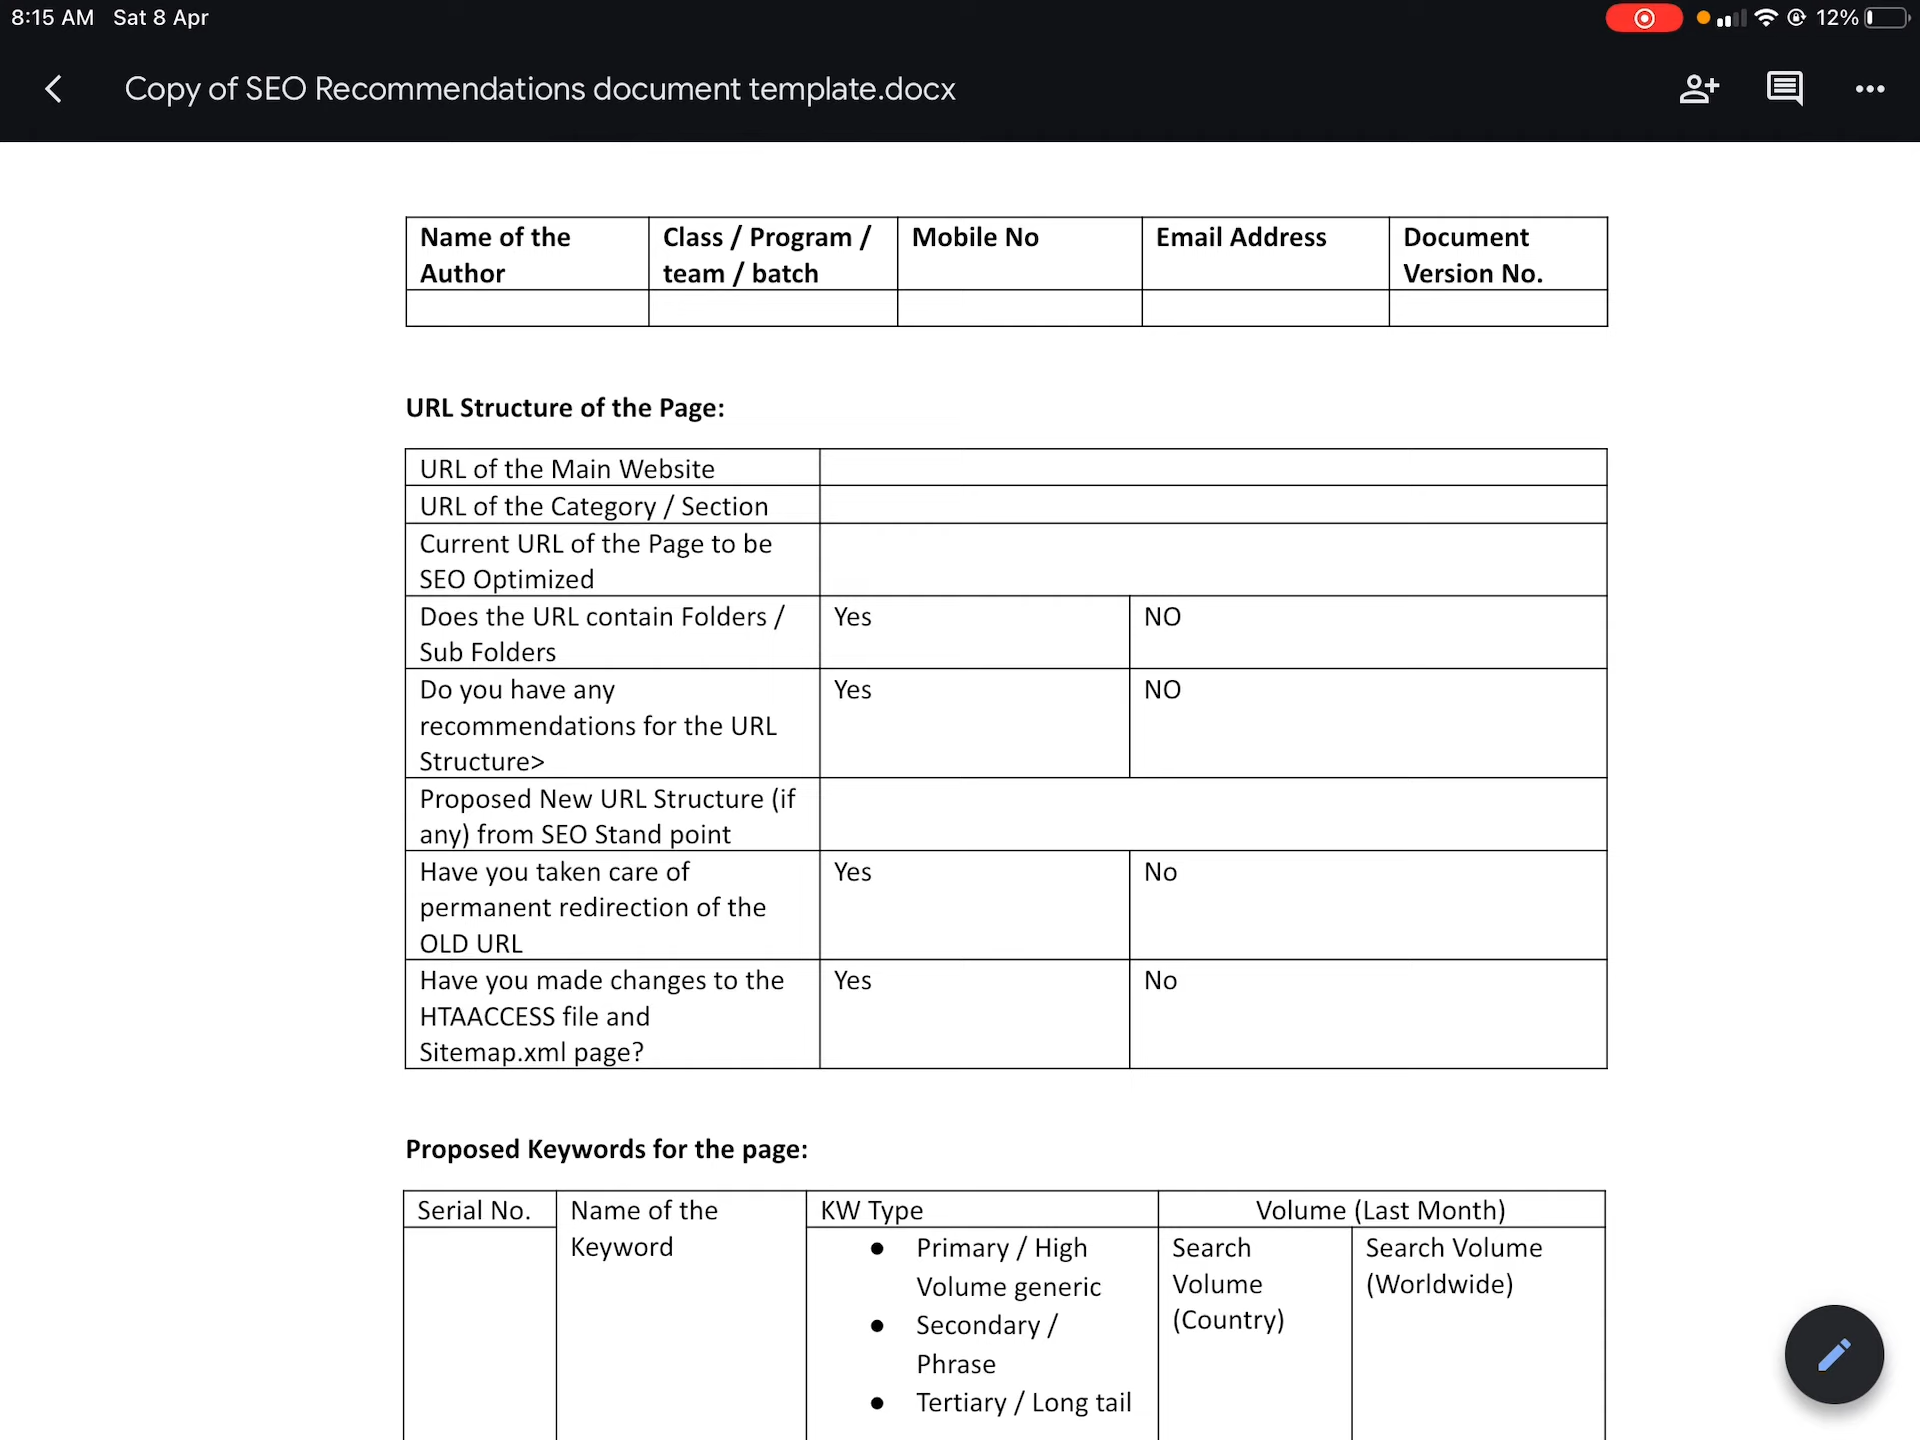 8:15 AM Sat 8 Apr
12%
Copy of SEO Recommendations document template.docx
Name of the Author
Class / Program / team / batch
Mobile No
Email Address
Document Version No.
URL Structure of the Page:
URL of the Main Website
URL of the Category / Section
Current URL of the Page to be
SEO Optimized
Does the URL contain Folders /
Sub Folders
Yes
NO
Do you have any
recommendations for the URL
Structure>
Yes
NO
Proposed New URL Structure (if
any) from SEO Stand point
Have you taken care of
permanent redirection of the
OLD URL
Yes
No
Have you made changes to the
HTAACCESS file and
Sitemap.xml page?
Yes
No
Proposed Keywords for the page:
Serial No.
Name of the
Keyword
KW Type
Volume (Last Month)
● Primary / High
Volume generic
● Secondary /
Phrase
● Tertiary / Long tail
Search
Volume
(Country)
Search Volume
(Worldwide)